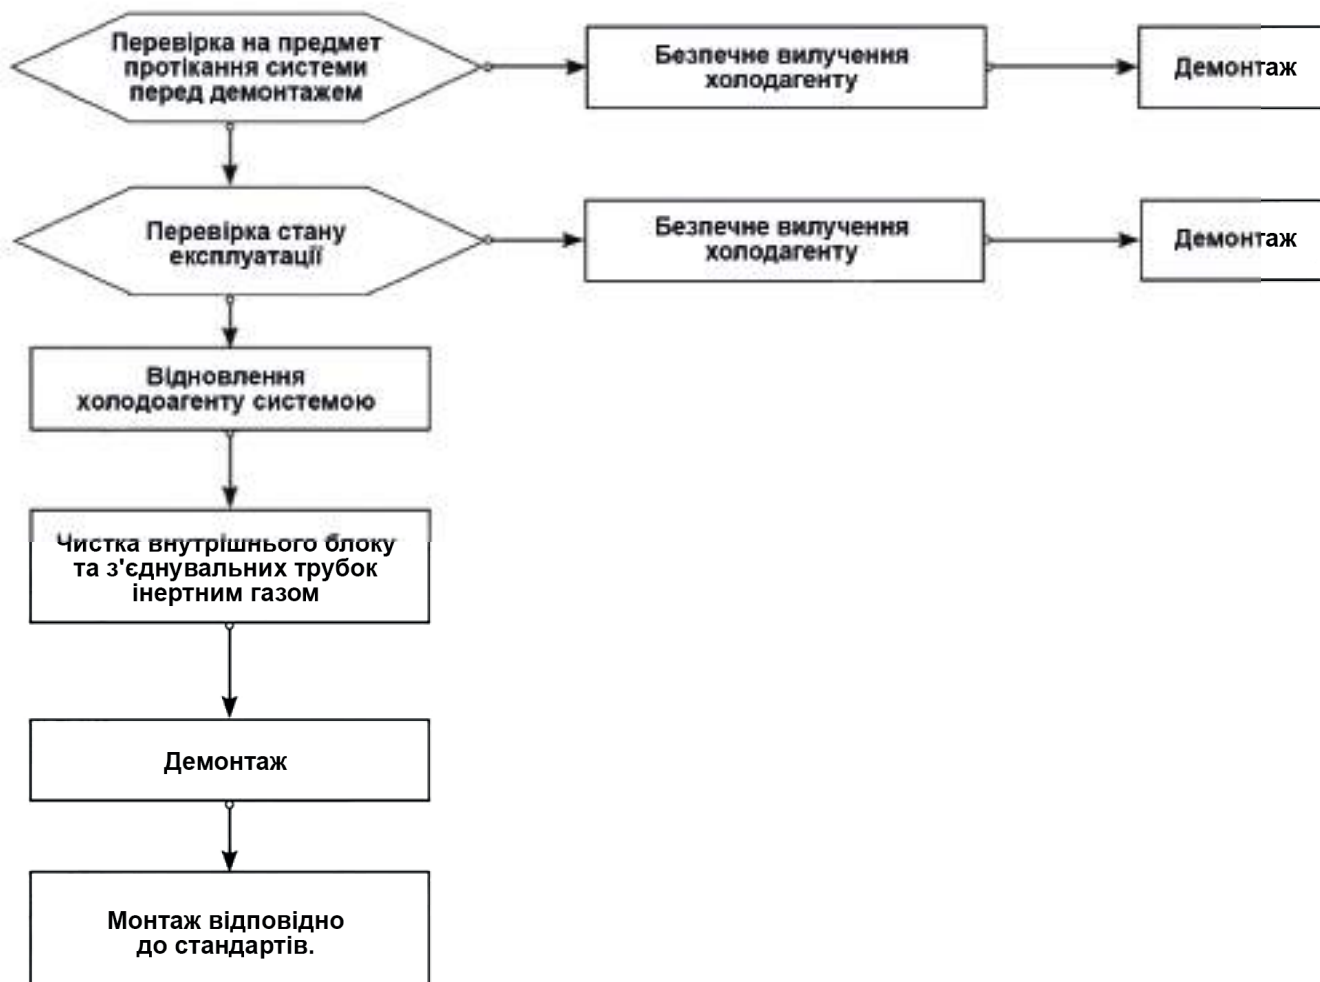 Перевірка на предмет
протікання системи
перед демонтажем
Безпечне вилучення
холодагенту
Демонтаж
Перевірка стану
експлуатації
Безпечне вилучення
холодагенту
Демонтаж
Відновлення
холодоагенту системою
Чистка внутрішнього блоку
та з'єднувальних трубок
інертним газом
Демонтаж
Монтаж відповідно
до стандартів.